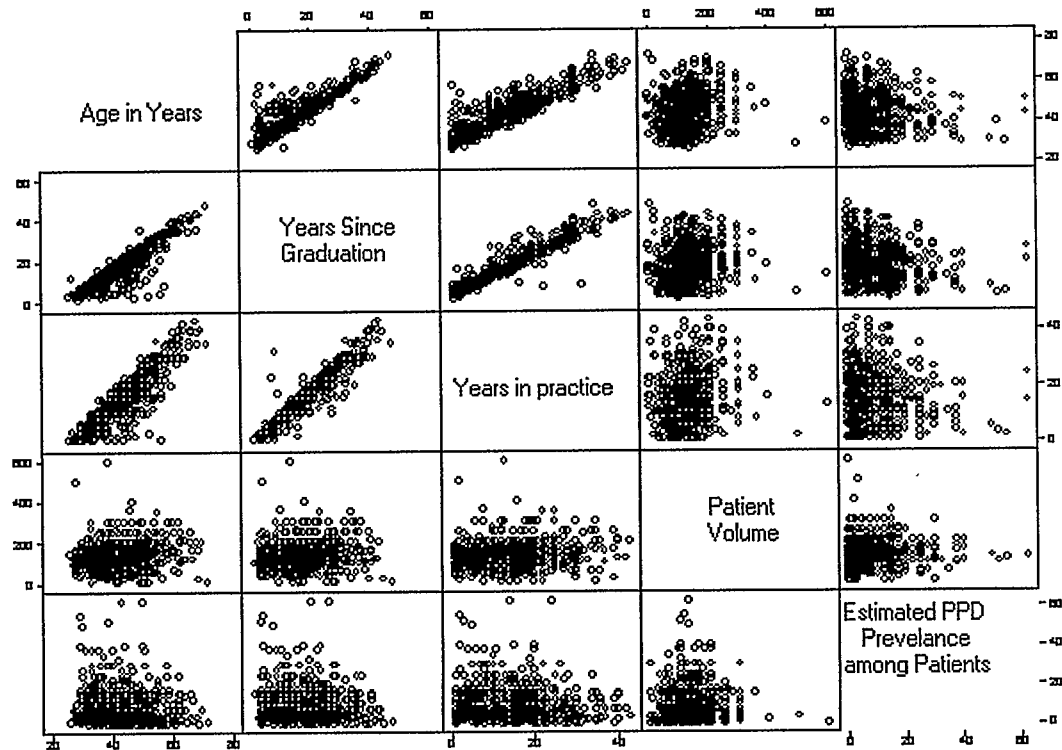 0 20 40 60
0 200 400 600
Age in Years
80
60
40
20
60
40
20
0
Years Since
Graduation
Years in practice
40
20
0
600
400
200
0
Patient
Volume
Estimated PPD
Prevelance
among Patients
60
40
20
0
20 40 60 80
0 20 40
0 20 40 60